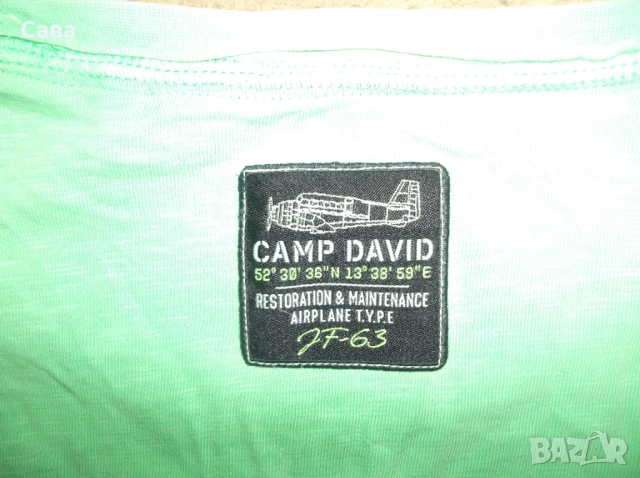 Сава
CAMP DAVID
52° 30' 36"N 13° 38' 59"E
RESTORATION & MAINTENANCE
AIRPLANE T.Y.P.E
JF-63
BAZAR